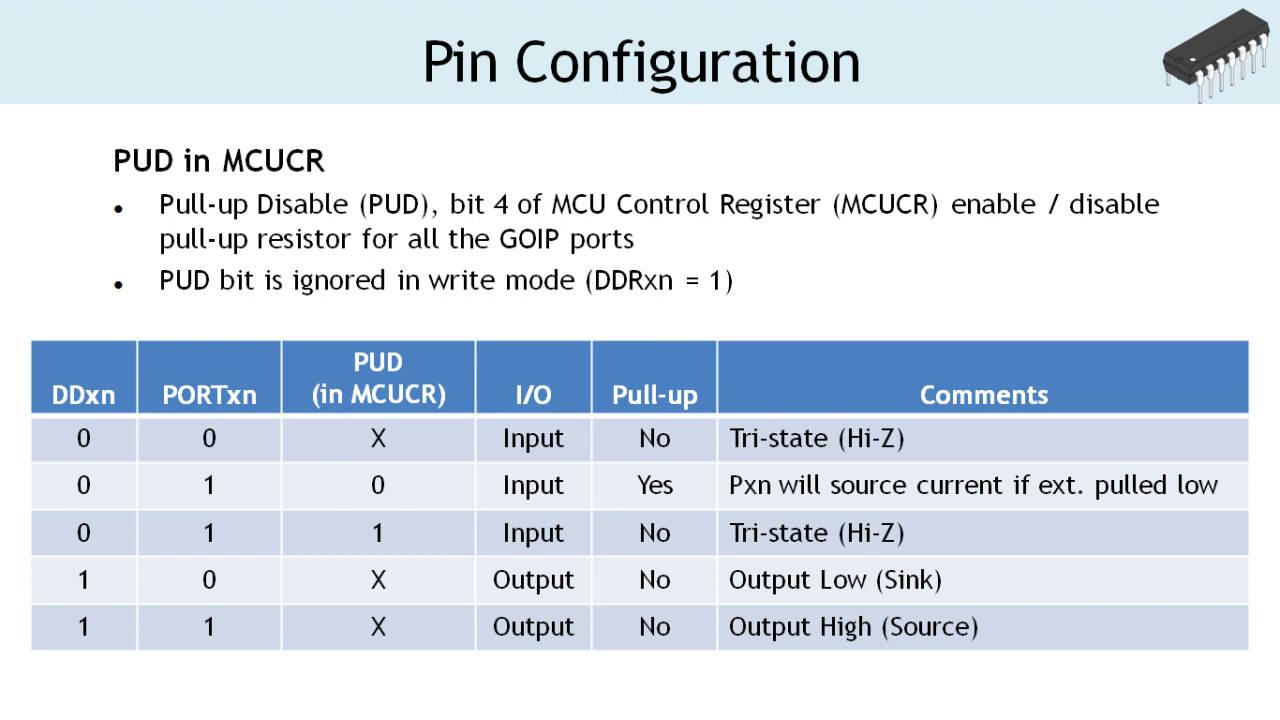 Pin Configuration
PUD in MCUCR
• Pull-up Disable (PUD), bit 4 of MCU Control Register (MCUCR) enable / disable
pull-up resistor for all the GOIP ports
• PUD bit is ignored in write mode (DDRxn = 1)
DDxn PORTxn PUD (in MCUCR) I/O Pull-up Comments
0 0 X Input No Tri-state (Hi-Z)
0 1 0 Input Yes Pxn will source current if ext. pulled low
0 1 1 Input No Tri-state (Hi-Z)
1 0 X Output No Output Low (Sink)
1 1 X Output No Output High (Source)